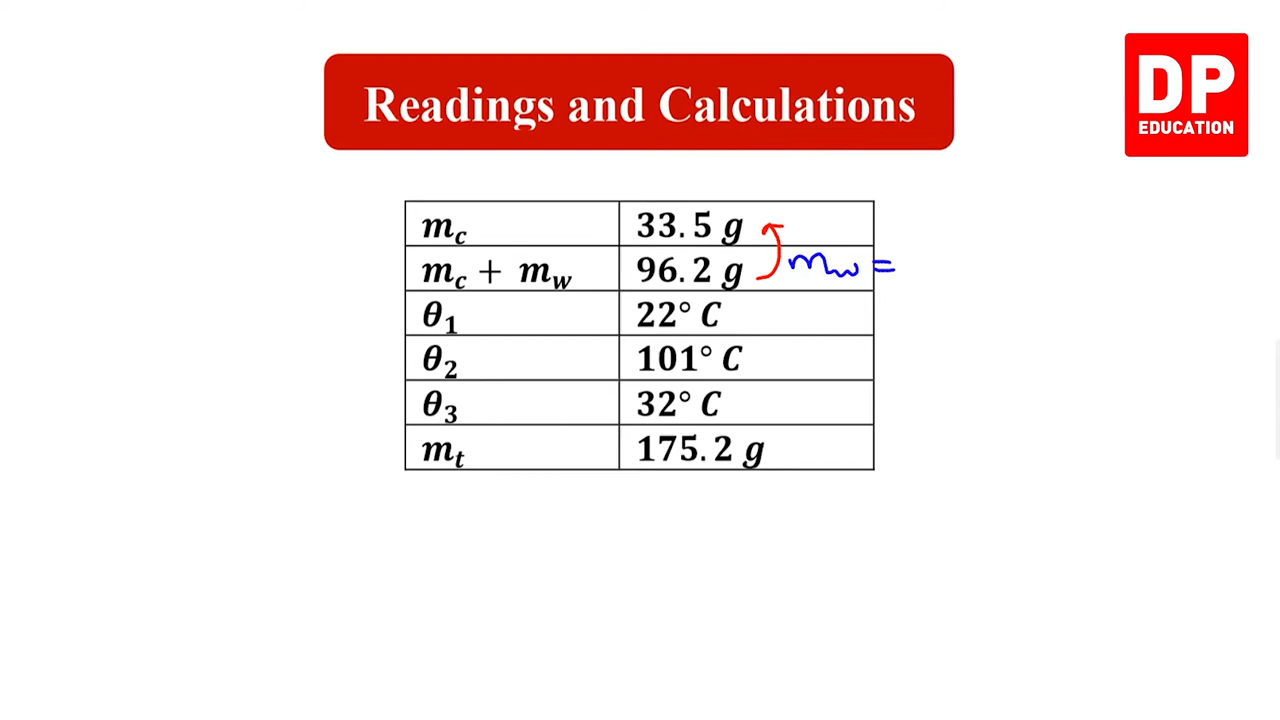 DP
EDUCATION
Readings and Calculations
m_c 33.5 g
m_c + m_w 96.2 g m_w =
θ_1 22° C
θ_2 101° C
θ_3 32° C
m_t 175.2 g